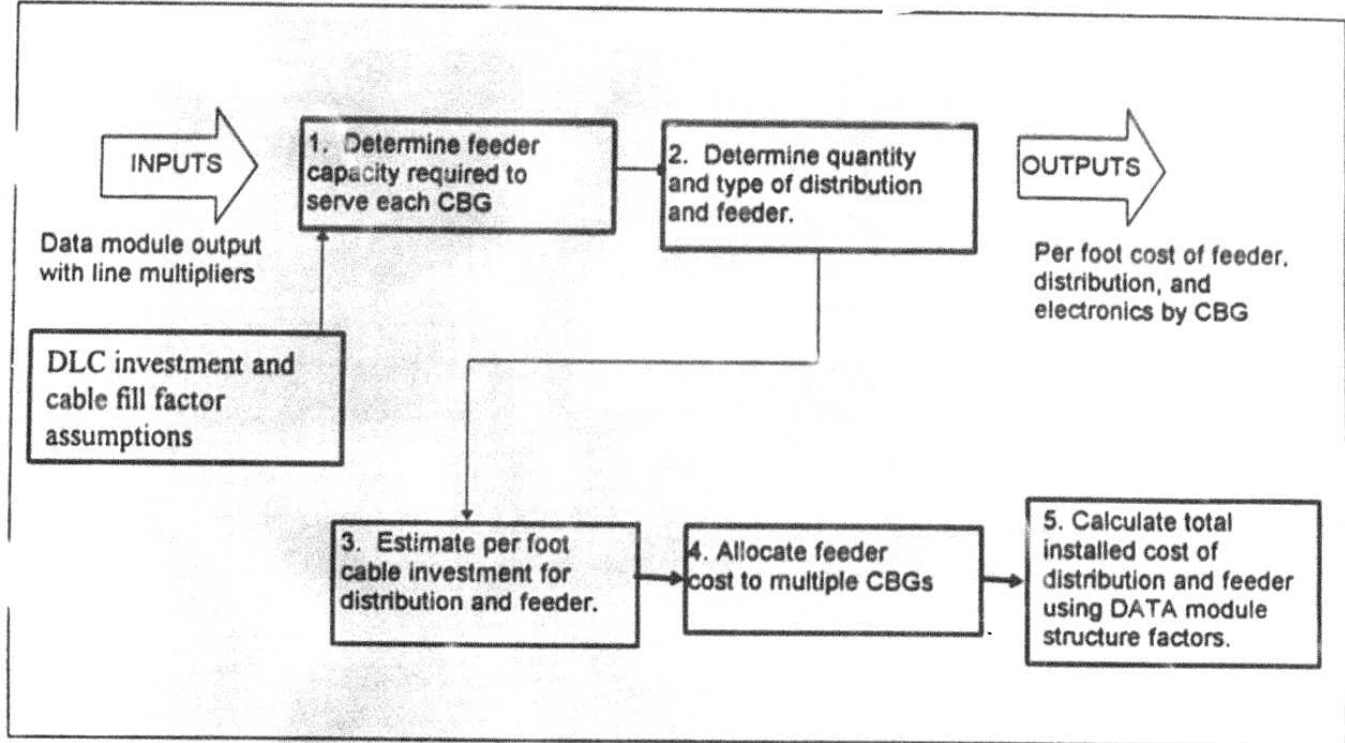 INPUTS
Data module output
with line multipliers
DLC investment and
cable fill factor
assumptions
1. Determine feeder
capacity required to
serve each CBG
2. Determine quantity
and type of distribution
and feeder.
OUTPUTS
Per foot cost of feeder,
distribution, and
electronics by CBG
3. Estimate per foot
cable investment for
distribution and feeder.
4. Allocate feeder
cost to multiple CBGs
5. Calculate total
installed cost of
distribution and feeder
using DATA module
structure factors.